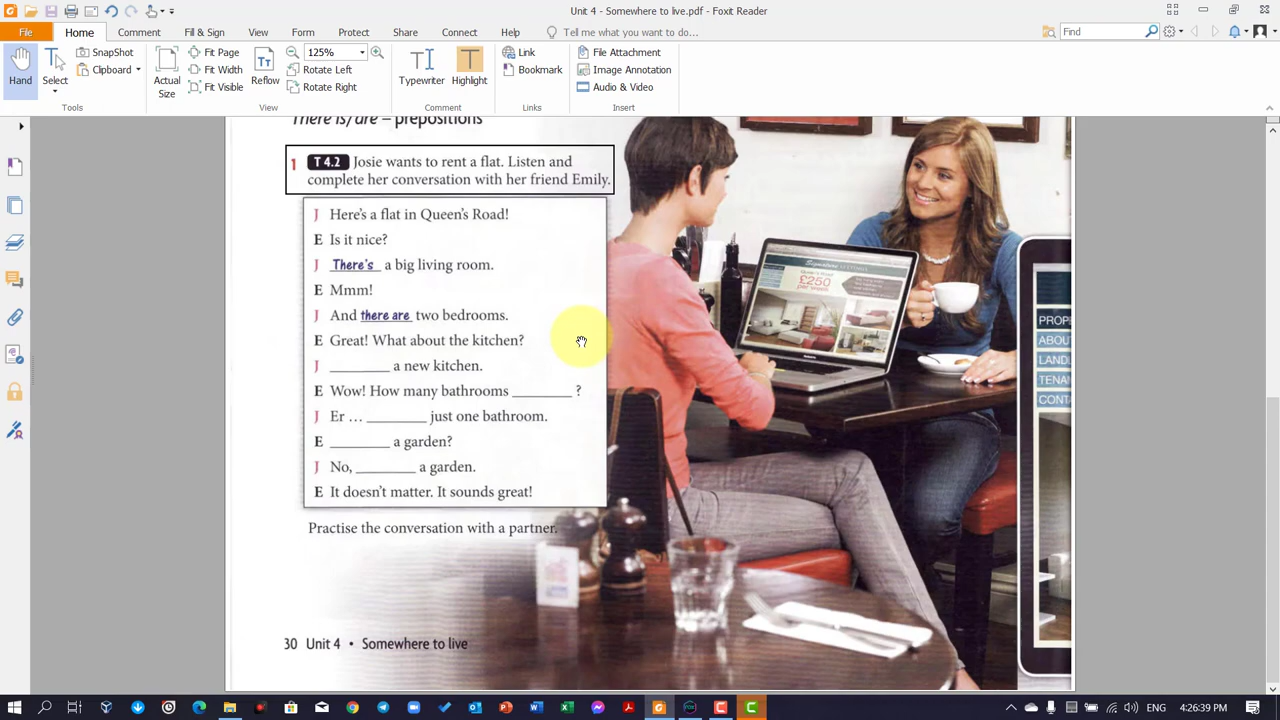 Unit 4 - Somewhere to live.pdf - Foxit Reader
File Home Comment View Form Protect Share Connect Help Fill & Sign Tell me what you want to do... Find
Hand
Select
SnapShot
Clipboard
Tools
Actual Size
Fit Page
Fit Width
Fit Visible
Reflow
125%
Rotate Left
Rotate Right
View
Typewriter
Highlight
Comment
Link
Bookmark
Links
File Attachment
Image Annotation
Audio & Video
Insert
There is/are – prepositions
1 T 4.2 Josie wants to rent a flat. Listen and
complete her conversation with her friend Emily.
J Here's a flat in Queen's Road!
E Is it nice?
J There's a big living room.
E Mmm!
J And there are two bedrooms.
E Great! What about the kitchen?
J ________ a new kitchen.
E Wow! How many bathrooms ________ ?
J Er … ________ just one bathroom.
E ________ a garden?
J No, ________ a garden.
E It doesn't matter. It sounds great!
Practise the conversation with a partner.
30 Unit 4 • Somewhere to live
Queen's Road
£250
per week
PROP
ABOU
LANDL
TENA
CONT
ENG
4:26:39 PM